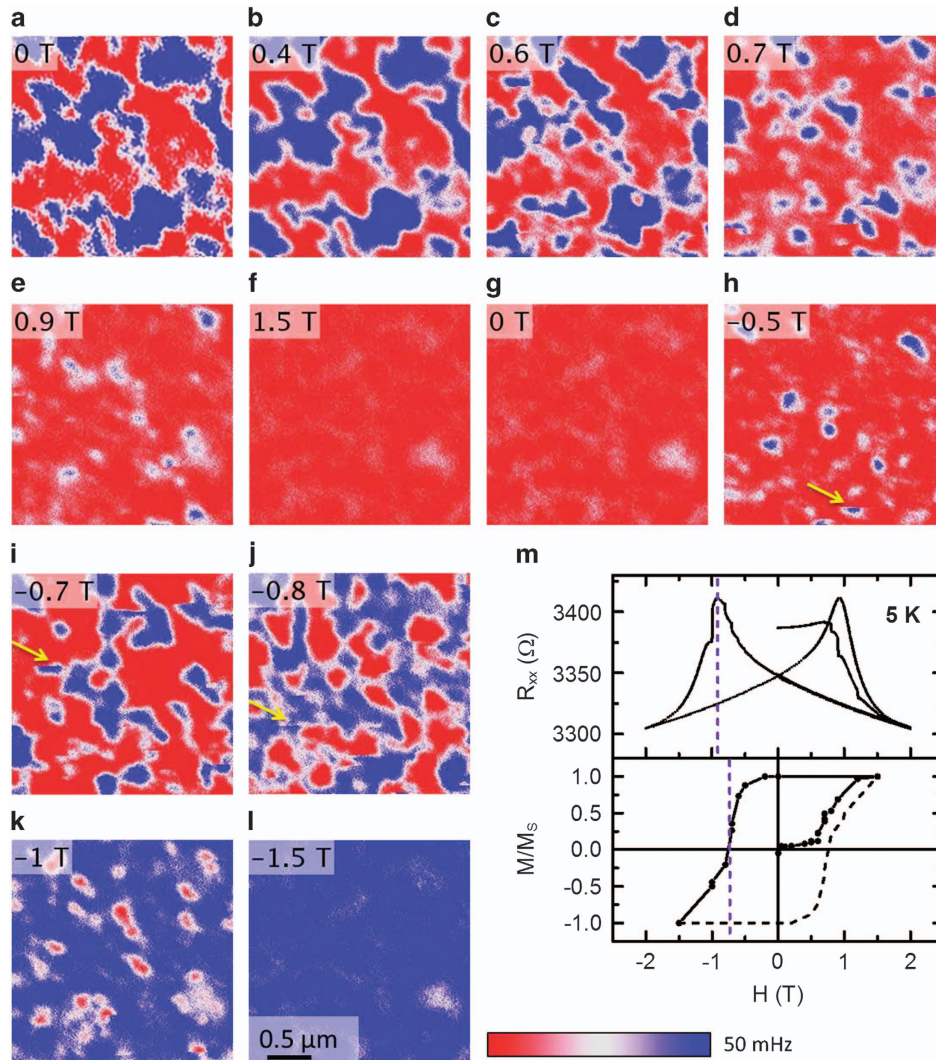 a b c d
0 T 0.4 T 0.6 T 0.7 T
e f g h
0.9 T 1.5 T 0 T −0.5 T
i j m
−0.7 T −0.8 T
3400
3350
3300
Rxx (Ω)
5 K
k l
−1 T −1.5 T
1.0
0.5
0.0
-0.5
-1.0
M/MS
-2 -1 0 1 2
H (T)
0.5 μm
50 mHz